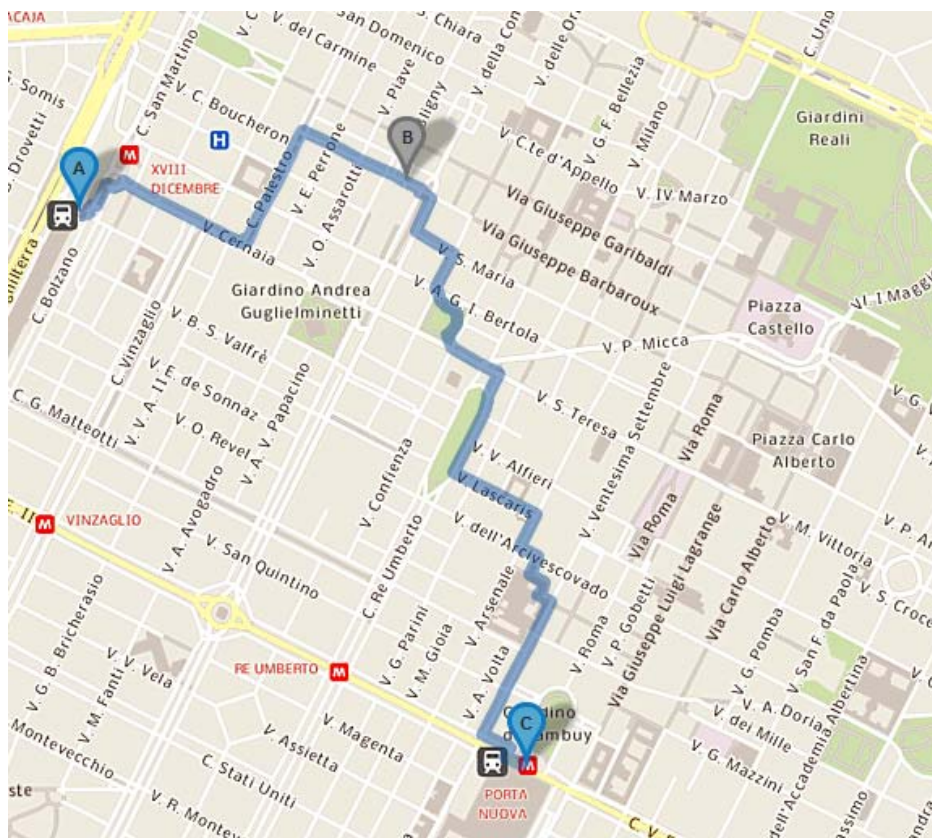 ACAJA
V. S. Chiara
San Domenico
V. del Carmine
V. Piave
V. delle Or
V. della Con
C. Uno
G. Somis
Drovetti
C. San Martino
V. C. Boucheron
V. G. F. Bellezia
V. Milano
Giardini
Reali
H
B
A
M
XVIII
DICEMBRE
C. Palestro
V. E. Perrone
V. O. Assarotti
V. C.te d'Appello
V. IV Marzo
Via Giuseppe Garibaldi
Via Giuseppe Barbaroux
V. Cernaia
V. S. Maria
V. A. G. I. Bertola
Giardino Andrea
Guglielminetti
C. Bolzano
C. Vinzaglio
V. B. S. Valfrè
V. E. de Sonnaz
V. O. Revel
C. G. Matteotti
V. V. A. II
V. A. Papacino
V. P. Micca
Piazza
Castello
V. S. Teresa
V. Ventesima Settembre
Via Roma
Piazza Carlo
Alberto
V. G.
V. Confienza
V. V. Alfieri
V. Lascaris
V. dell'Arcivescovado
Via Roma
V. M. Vittoria
V. P. A
E. II
M
VINZAGLIO
V. A. Avogadro
V. San Quintino
C. Re Umberto
V. Arsenale
V. P. Gobetti
Via Giuseppe Luigi Lagrange
Via Carlo Alberto
V. S. Croce
V. San F. da Paola
V. G. B. Bricherasio
V. V. Vela
V. M. Fanti
V. G. Parini
V. M. Gioia
V. A. Volta
V. Roma
V. G. Pomba
V. A. Doria
V. dei Mille
V. G. Mazzini
dell'Accademia Albertina
RE UMBERTO
M
C
V. Magenta
V. Assietta
C. Stati Uniti
Montevecchio
V. R. Montev
M
PORTA
NUOVA
C. V. E